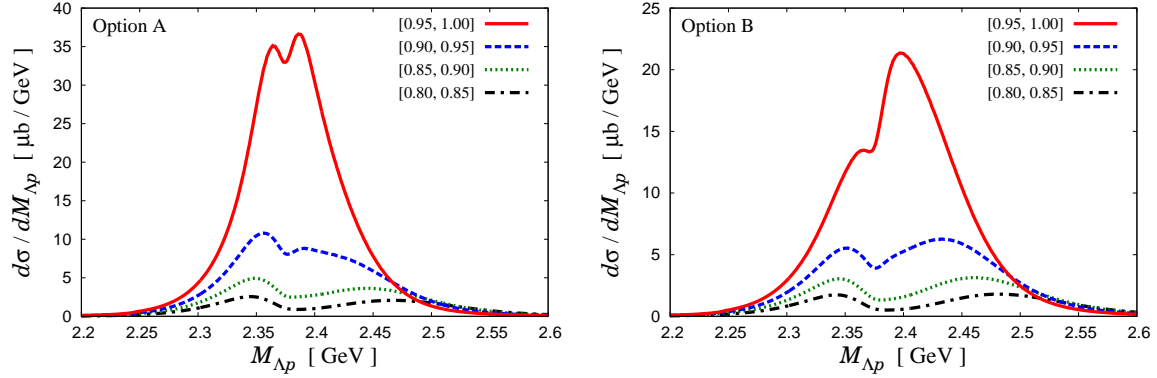 Option A
[0.95, 1.00]
[0.90, 0.95]
[0.85, 0.90]
[0.80, 0.85]
dσ / dM_Λp [ μb / GeV ]
40
35
30
25
20
15
10
5
0
2.2 2.25 2.3 2.35 2.4 2.45 2.5 2.55 2.6
M_Λp [ GeV ]
Option B
[0.95, 1.00]
[0.90, 0.95]
[0.85, 0.90]
[0.80, 0.85]
dσ / dM_Λp [ μb / GeV ]
25
20
15
10
5
0
2.2 2.25 2.3 2.35 2.4 2.45 2.5 2.55 2.6
M_Λp [ GeV ]